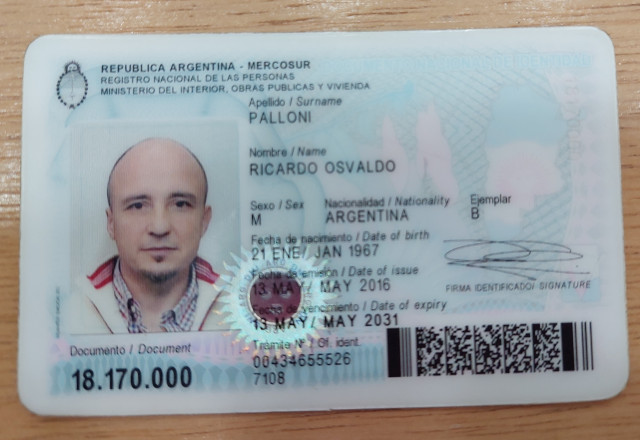 REPUBLICA ARGENTINA - MERCOSUR
REGISTRO NACIONAL DE LAS PERSONAS
MINISTERIO DEL INTERIOR, OBRAS PUBLICAS Y VIVIENDA
Apellido / Surname
PALLONI
Nombre / Name
RICARDO OSVALDO
Sexo / Sex Nacionalidad / Nationality Ejemplar
M ARGENTINA B
Fecha de nacimiento / Date of birth
21 ENE/ JAN 1967
Fecha de emisión / Date of issue
13 MAY/ MAY 2016
FIRMA IDENTIFICADO/ SIGNATURE
Fecha de vencimiento / Date of expiry
13 MAY/ MAY 2031
Trámite Nº / Of. ident.
00434655526
7108
Documento / Document
18.170.000